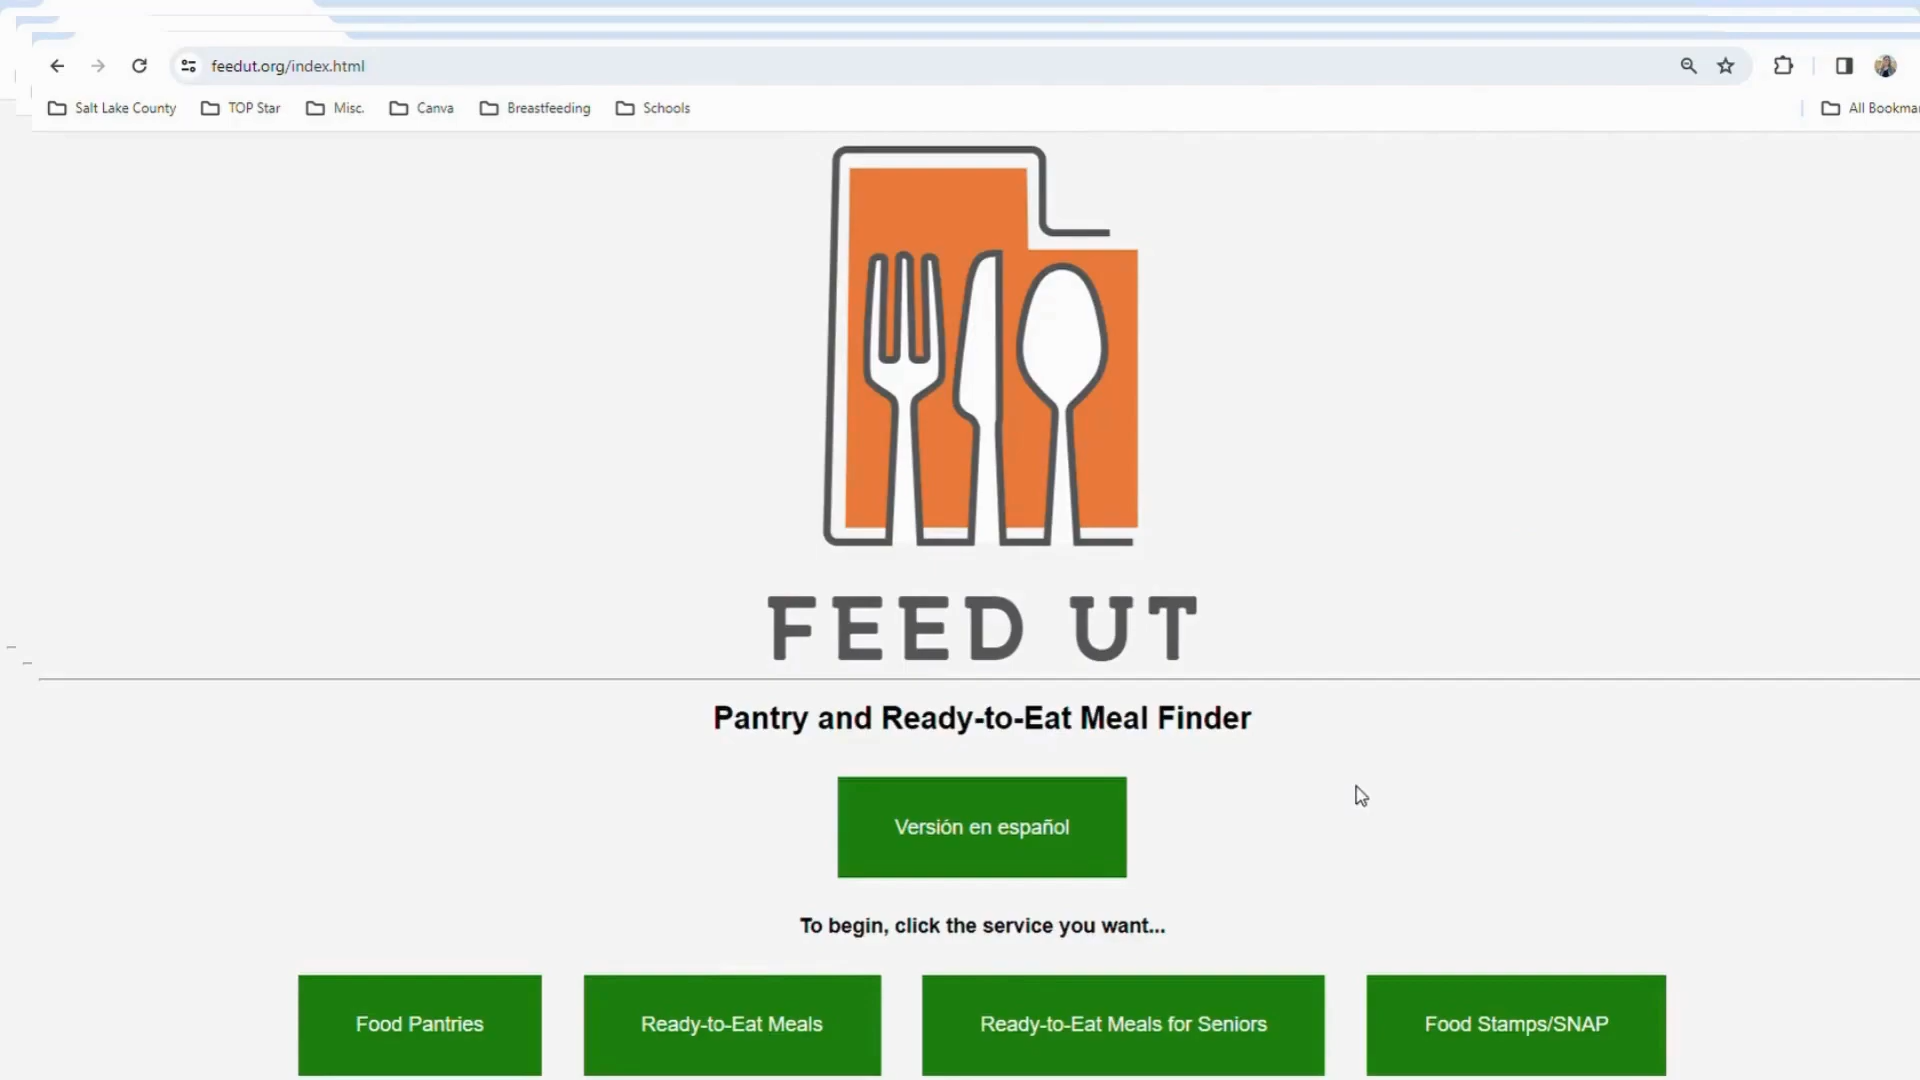 feedut.org/index.html
Salt Lake County TOP Star Misc. Canva Breastfeeding Schools All Bookmar
FEED UT
Pantry and Ready-to-Eat Meal Finder
Versión en español
To begin, click the service you want...
Food Pantries Ready-to-Eat Meals Ready-to-Eat Meals for Seniors Food Stamps/SNAP